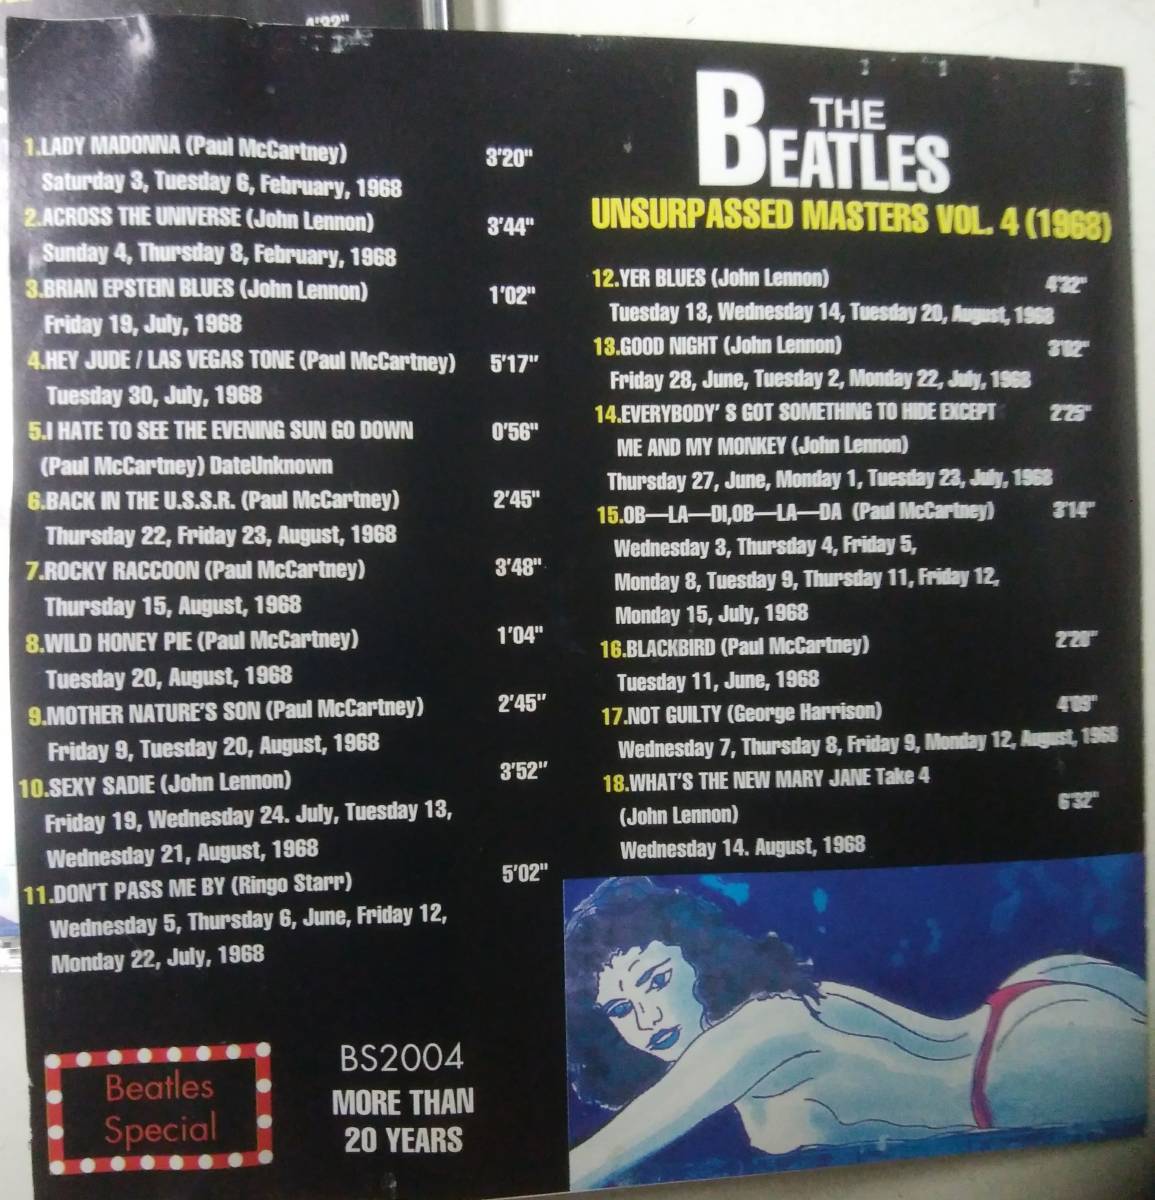 4'32"
1.LADY MADONNA (Paul McCartney) 3'20"
Saturday 3, Tuesday 6, February, 1968
2.ACROSS THE UNIVERSE (John Lennon) 3'44"
Sunday 4, Thursday 8, February, 1968
3.BRIAN EPSTEIN BLUES (John Lennon) 1'02"
Friday 19, July, 1968
4.HEY JUDE / LAS VEGAS TONE (Paul McCartney) 5'17"
Tuesday 30, July, 1968
5.I HATE TO SEE THE EVENING SUN GO DOWN 0'56"
(Paul McCartney) DateUnknown
6.BACK IN THE U.S.S.R. (Paul McCartney) 2'45"
Thursday 22, Friday 23, August, 1968
7.ROCKY RACCOON (Paul McCartney) 3'48"
Thursday 15, August, 1968
8.WILD HONEY PIE (Paul McCartney) 1'04"
Tuesday 20, August, 1968
9.MOTHER NATURE'S SON (Paul McCartney) 2'45"
Friday 9, Tuesday 20, August, 1968
10.SEXY SADIE (John Lennon) 3'52"
Friday 19, Wednesday 24. July, Tuesday 13,
Wednesday 21, August, 1968
11.DON'T PASS ME BY (Ringo Starr) 5'02"
Wednesday 5, Thursday 6, June, Friday 12,
Monday 22, July, 1968
Beatles
Special
BS2004
MORE THAN
20 YEARS
THE
BEATLES
UNSURPASSED MASTERS VOL. 4 (1968)
12.YER BLUES (John Lennon) 4'32"
Tuesday 13, Wednesday 14, Tuesday 20, August, 1968
13.GOOD NIGHT (John Lennon) 3'02"
Friday 28, June, Tuesday 2, Monday 22, July, 1968
14.EVERYBODY' S GOT SOMETHING TO HIDE EXCEPT 2'25"
ME AND MY MONKEY (John Lennon)
Thursday 27, June, Monday 1, Tuesday 23, July, 1968
15.OB—LA—DI,OB—LA—DA (Paul McCartney) 3'14"
Wednesday 3, Thursday 4, Friday 5,
Monday 8, Tuesday 9, Thursday 11, Friday 12,
Monday 15, July, 1968
16.BLACKBIRD (Paul McCartney) 2'20"
Tuesday 11, June, 1968
17.NOT GUILTY (George Harrison) 4'09"
Wednesday 7, Thursday 8, Friday 9, Monday 12, August, 1968
18.WHAT'S THE NEW MARY JANE Take 4
(John Lennon) 6'32"
Wednesday 14. August, 1968